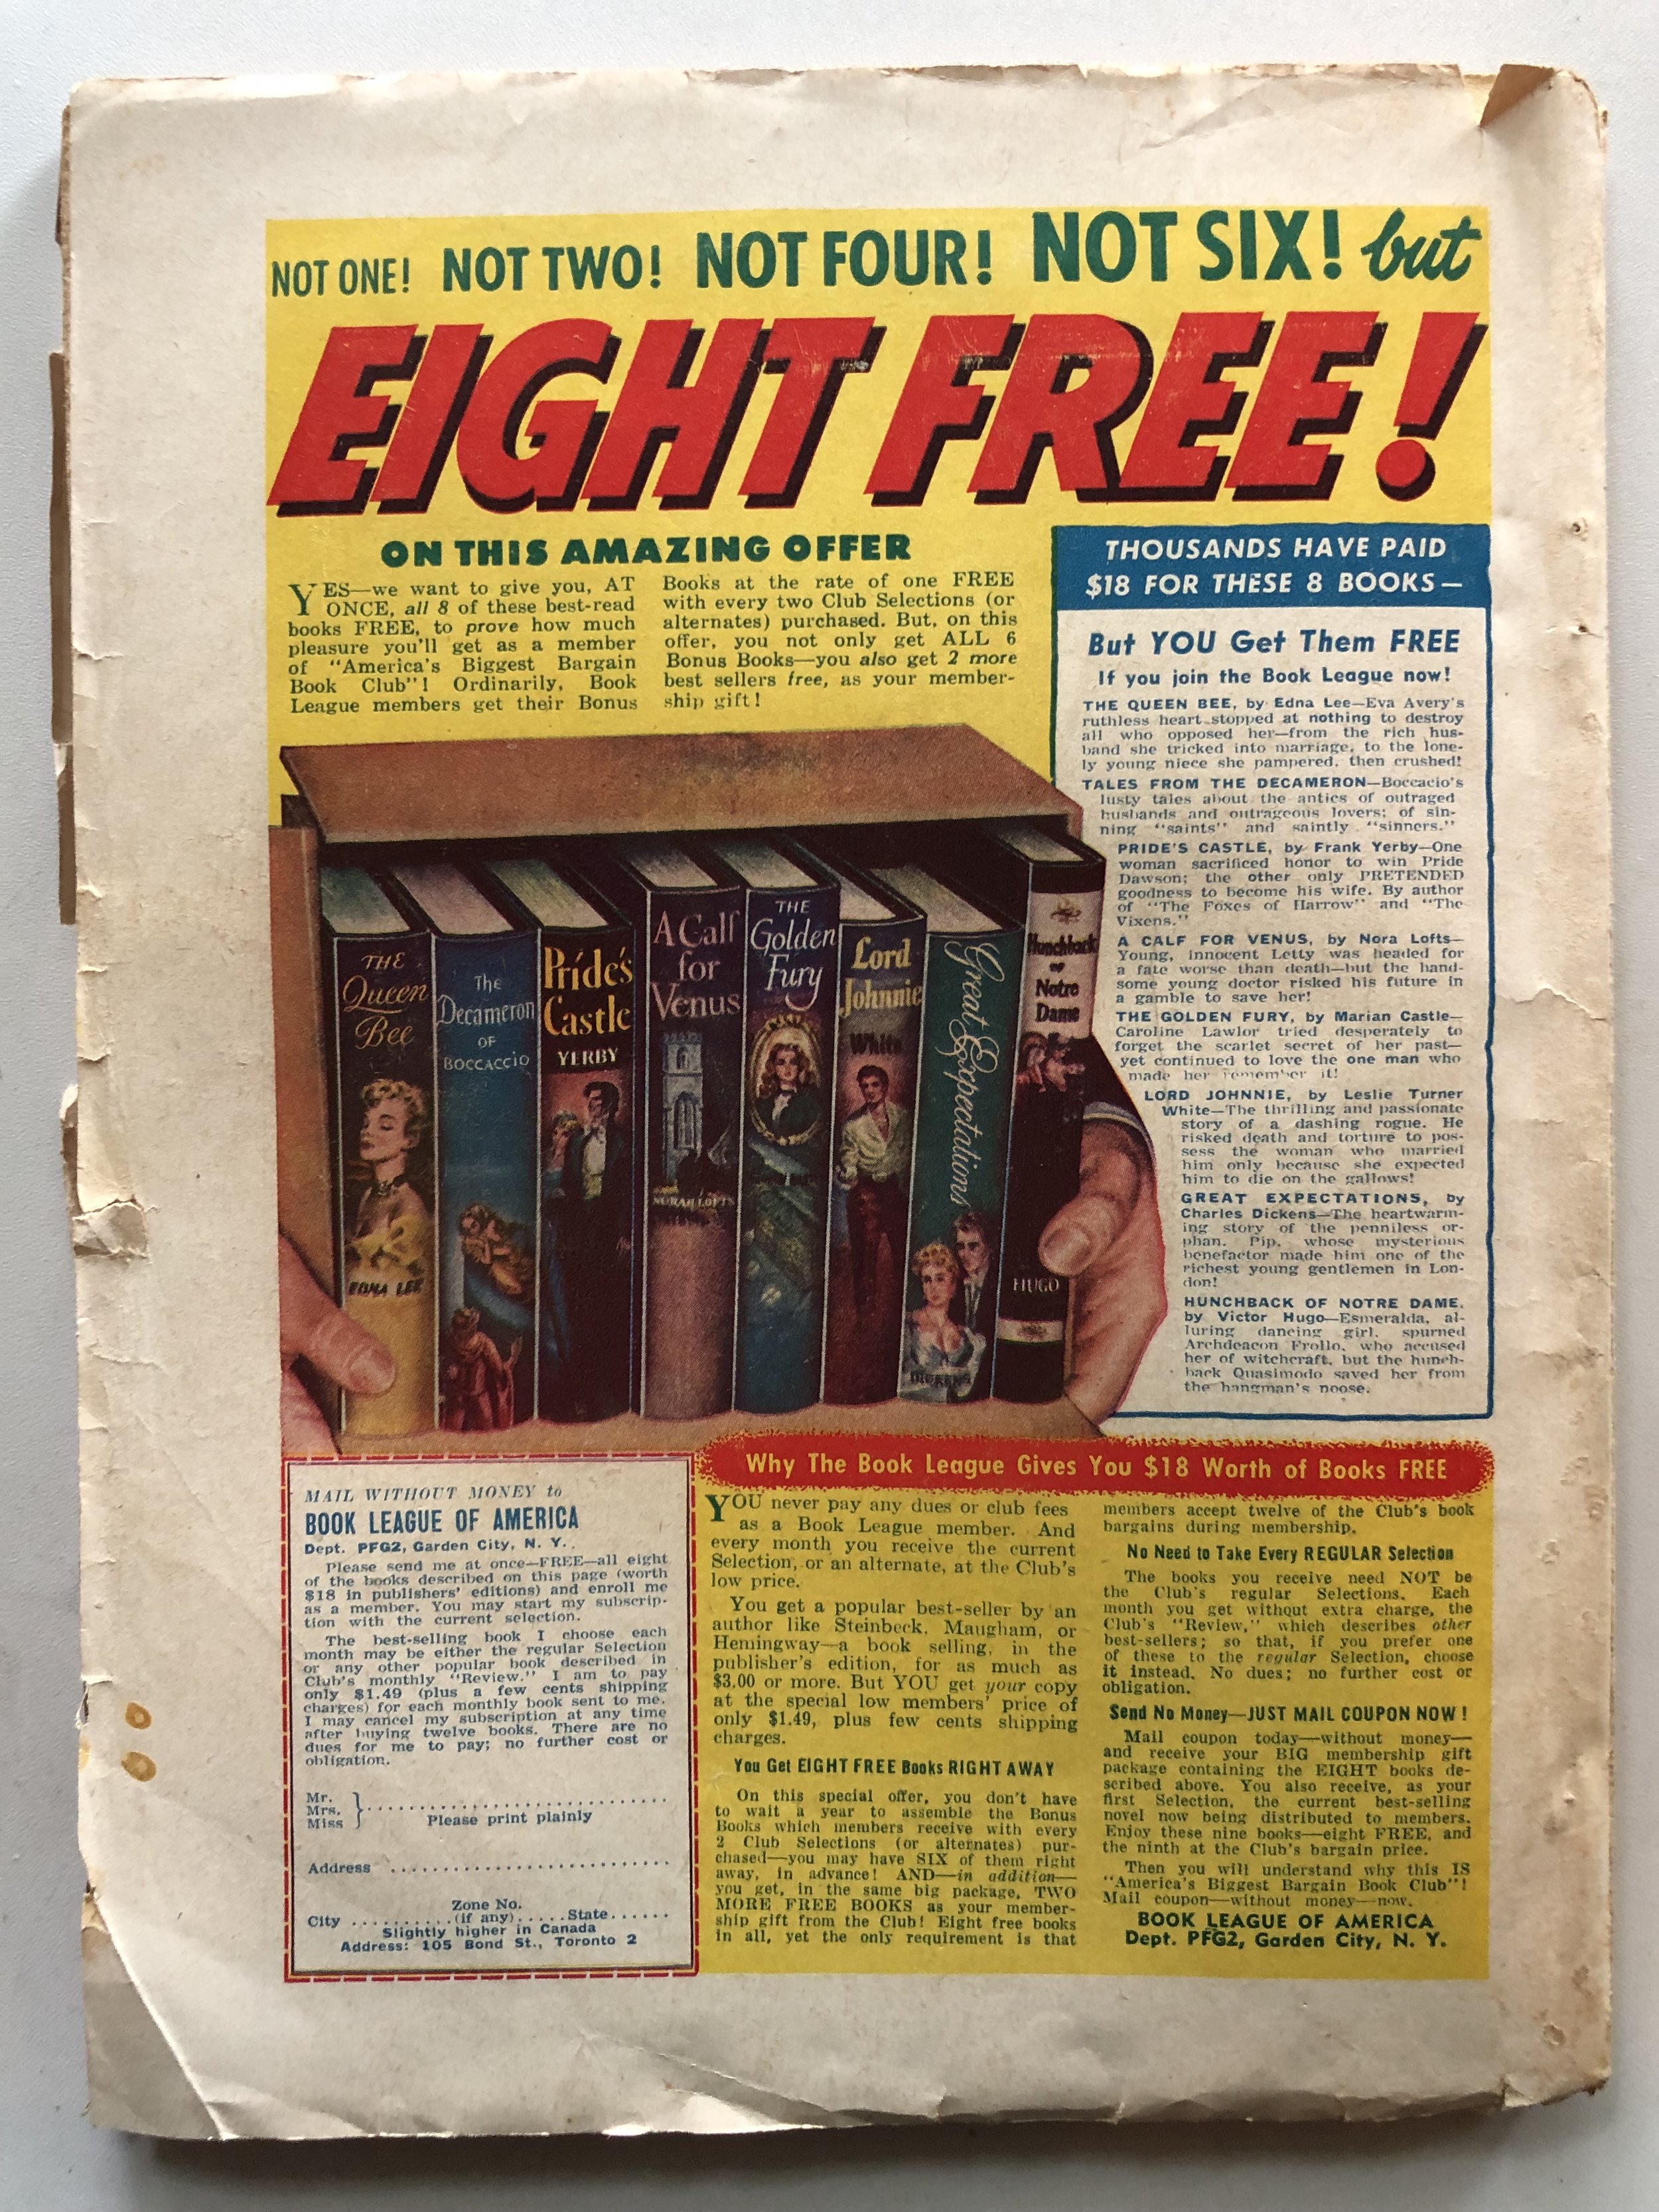 NOT ONE! NOT TWO! NOT FOUR! NOT SIX! but
EIGHT FREE!
ON THIS AMAZING OFFER
YES—we want to give you, AT
ONCE, all 8 of these best-read
books FREE, to prove how much
pleasure you'll get as a member
of "America's Biggest Bargain
Book Club"! Ordinarily, Book
League members get their Bonus
Books at the rate of one FREE
with every two Club Selections (or
alternates) purchased. But, on this
offer, you not only get ALL 6
Bonus Books—you also get 2 more
best sellers free, as your member-
ship gift!
THOUSANDS HAVE PAID
$18 FOR THESE 8 BOOKS—
But YOU Get Them FREE
If you join the Book League now!
THE QUEEN BEE, by Edna Lee—Eva Avery's
ruthless heart stopped at nothing to destroy
all who opposed her—from the rich hus-
band she tricked into marriage, to the lone-
ly young niece she pampered, then crushed!
TALES FROM THE DECAMERON—Boccacio's
lusty tales about the antics of outraged
husbands and outrageous lovers; of sin-
ning "saints" and saintly "sinners."
PRIDE'S CASTLE, by Frank Yerby—One
woman sacrificed honor to win Pride
Dawson; the other only PRETENDED
goodness to become his wife. By author
of "The Foxes of Harrow" and "The
Vixens."
A CALF FOR VENUS, by Nora Lofts—
Young, innocent Letty was headed for
a fate worse than death—but the hand-
some young doctor risked his future in
a gamble to save her!
THE GOLDEN FURY, by Marian Castle—
Caroline Lawlor tried desperately to
forget the scarlet secret of her past—
yet continued to love the one man who
made her remember it!
LORD JOHNNIE, by Leslie Turner
White—The thrilling and passionate
story of a dashing rogue. He
risked death and torture to pos-
sess the woman who married
him only because she expected
him to die on the gallows!
GREAT EXPECTATIONS, by
Charles Dickens—The heartwarm-
ing story of the penniless or-
phan, Pip, whose mysterious
benefactor made him one of the
richest young gentlemen in Lon-
don!
HUNCHBACK OF NOTRE DAME,
by Victor Hugo—Esmeralda, al-
luring dancing girl, spurned
Archdeacon Frollo, who accused
her of witchcraft, but the hunch-
back Quasimodo saved her from
the hangman's noose.
THE
Queen
Bee
EDNA LEE
The
Decameron
OF
BOCCACCIO
Pride's
Castle
YERBY
A Calf
for
Venus
NORAH LOFTS
THE
Golden
Fury
Lord
Johnnie
White
Great Expectations
DICKENS
Hunchback
OF
Notre
Dame
HUGO
MAIL WITHOUT MONEY to
BOOK LEAGUE OF AMERICA
Dept. PFG2, Garden City, N. Y.
Please send me at once—FREE—all eight
of the books described on this page (worth
$18 in publishers' editions) and enroll me
as a member. You may start my subscrip-
tion with the current selection.
The best-selling book I choose each
month may be either the regular Selection
or any other popular book described in
Club's monthly "Review." I am to pay
only $1.49 (plus a few cents shipping
charges) for each monthly book sent to me.
I may cancel my subscription at any time
after buying twelve books. There are no
dues for me to pay; no further cost or
obligation.
Mr.
Mrs.
Miss
Please print plainly
Address
Zone No.
City ..........(if any).....State......
Slightly higher in Canada
Address: 105 Bond St., Toronto 2
Why The Book League Gives You $18 Worth of Books FREE
YOU never pay any dues or club fees
as a Book League member. And
every month you receive the current
Selection, or an alternate, at the Club's
low price.
You get a popular best-seller by an
author like Steinbeck, Maugham, or
Hemingway—a book selling, in the
publisher's edition, for as much as
$3.00 or more. But YOU get your copy
at the special low members' price of
only $1.49, plus few cents shipping
charges.
You Get EIGHT FREE Books RIGHT AWAY
On this special offer, you don't have
to wait a year to assemble the Bonus
Books which members receive with every
2 Club Selections (or alternates) pur-
chased—you may have SIX of them right
away, in advance! AND—in addition—
you get, in the same big package, TWO
MORE FREE BOOKS as your member-
ship gift from the Club! Eight free books
in all, yet the only requirement is that
members accept twelve of the Club's book
bargains during membership.
No Need to Take Every REGULAR Selection
The books you receive need NOT be
the Club's regular Selections. Each
month you get without extra charge, the
Club's "Review," which describes other
best-sellers; so that, if you prefer one
of these to the regular Selection, choose
it instead. No dues; no further cost or
obligation.
Send No Money—JUST MAIL COUPON NOW!
Mail coupon today—without money—
and receive your BIG membership gift
package containing the EIGHT books de-
scribed above. You also receive, as your
first Selection, the current best-selling
novel now being distributed to members.
Enjoy these nine books—eight FREE, and
the ninth at the Club's bargain price.
Then you will understand why this IS
"America's Biggest Bargain Book Club"!
Mail coupon—without money—now.
BOOK LEAGUE OF AMERICA
Dept. PFG2, Garden City, N. Y.